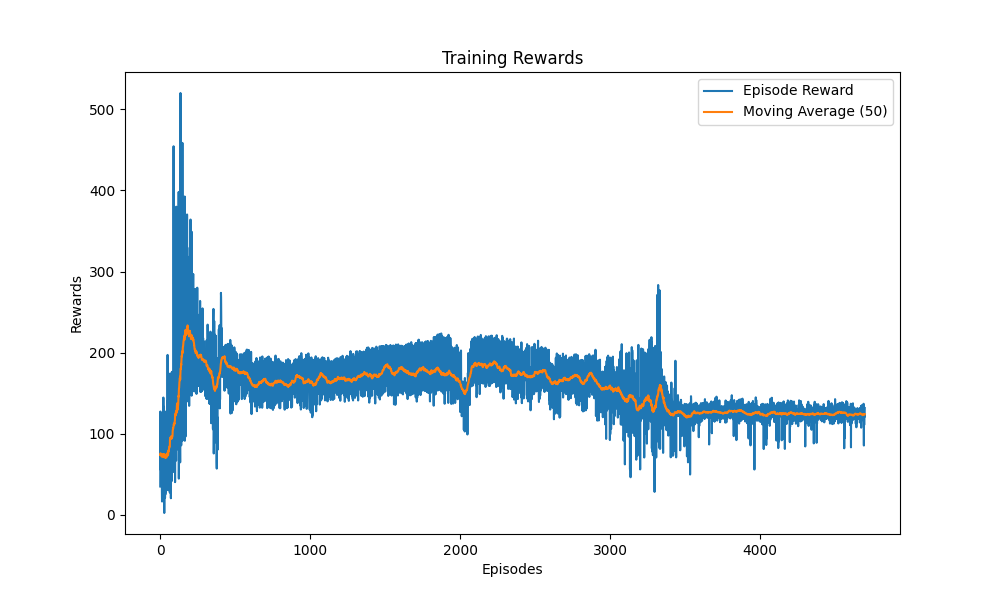 Training Rewards
Episode Reward
Moving Average (50)
Rewards
500
400
300
200
100
0
0 1000 2000 3000 4000
Episodes